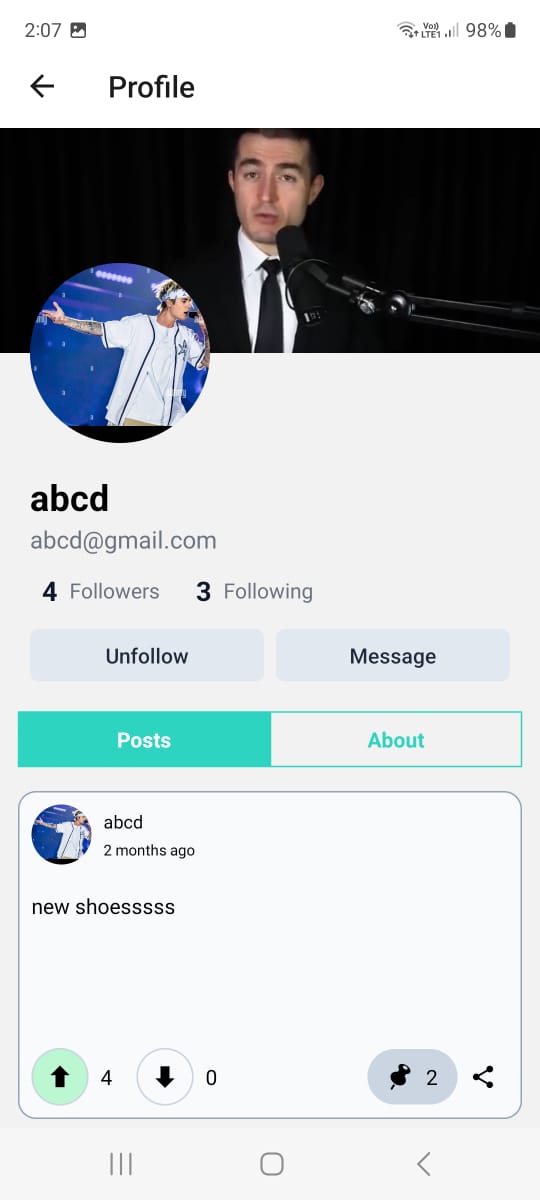 2:07 Vo)) LTE1 98%
Profile
abcd
abcd@gmail.com
4 Followers 3 Following
Unfollow Message
Posts About
abcd
2 months ago
new shoesssss
4 0 2